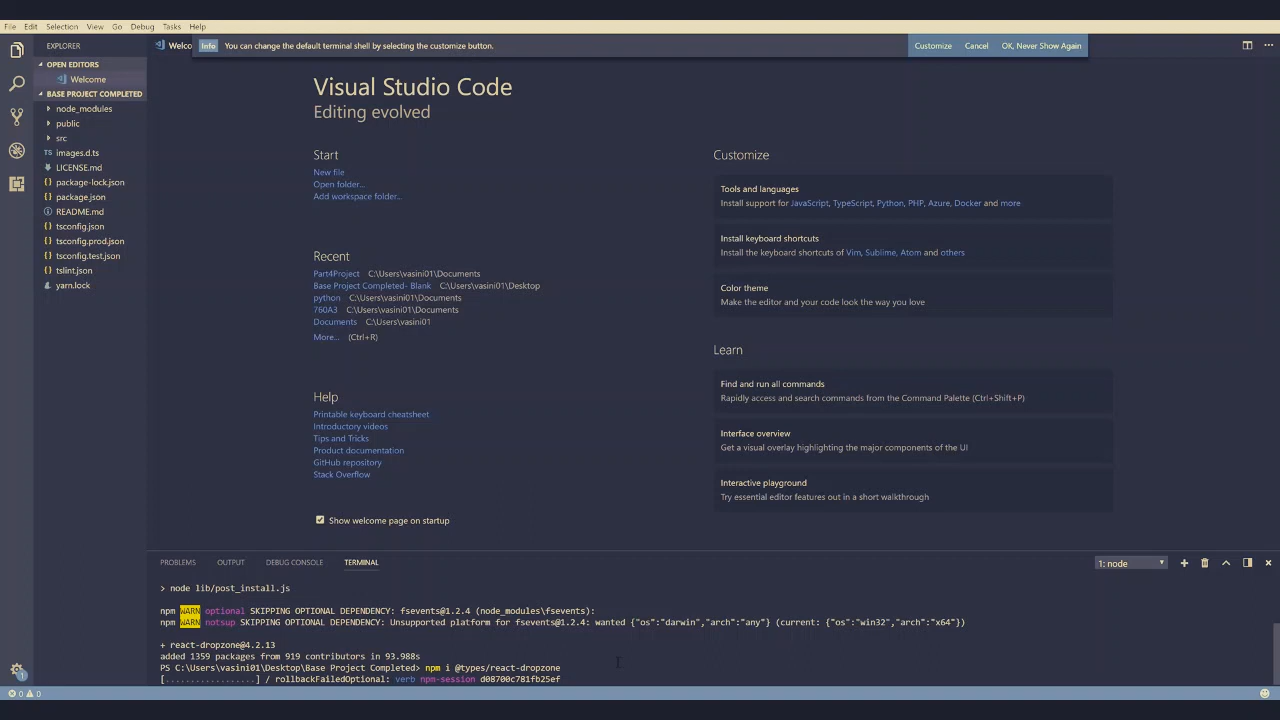 File Edit Selection View Go Debug Tasks Help
EXPLORER
OPEN EDITORS
Welcome
BASE PROJECT COMPLETED
node_modules
public
src
TS images.d.ts
LICENSE.md
{} package-lock.json
{} package.json
README.md
{} tsconfig.json
{} tsconfig.prod.json
{} tsconfig.test.json
{} tslint.json
yarn.lock
Welco
Info You can change the default terminal shell by selecting the customize button. Customize Cancel OK, Never Show Again
Visual Studio Code
Editing evolved
Start
New file
Open folder...
Add workspace folder...
Recent
Part4Project C:\Users\vasini01\Documents
Base Project Completed- Blank C:\Users\vasini01\Desktop
python C:\Users\vasini01\Documents
760A3 C:\Users\vasini01\Documents
Documents C:\Users\vasini01
More... (Ctrl+R)
Help
Printable keyboard cheatsheet
Introductory videos
Tips and Tricks
Product documentation
GitHub repository
Stack Overflow
Show welcome page on startup
Customize
Tools and languages
Install support for JavaScript, TypeScript, Python, PHP, Azure, Docker and more
Install keyboard shortcuts
Install the keyboard shortcuts of Vim, Sublime, Atom and others
Color theme
Make the editor and your code look the way you love
Learn
Find and run all commands
Rapidly access and search commands from the Command Palette (Ctrl+Shift+P)
Interface overview
Get a visual overlay highlighting the major components of the UI
Interactive playground
Try essential editor features out in a short walkthrough
PROBLEMS OUTPUT DEBUG CONSOLE TERMINAL 1: node
> node lib/post_install.js
npm WARN optional SKIPPING OPTIONAL DEPENDENCY: fsevents@1.2.4 (node_modules\fsevents):
npm WARN notsup SKIPPING OPTIONAL DEPENDENCY: Unsupported platform for fsevents@1.2.4: wanted {"os":"darwin","arch":"any"} (current: {"os":"win32","arch":"x64"})
+ react-dropzone@4.2.13
added 1359 packages from 919 contributors in 93.988s
PS C:\Users\vasini01\Desktop\Base Project Completed> npm i @types/react-dropzone
[..................] / rollbackFailedOptional: verb npm-session d08700c781fb25ef
1
0 0